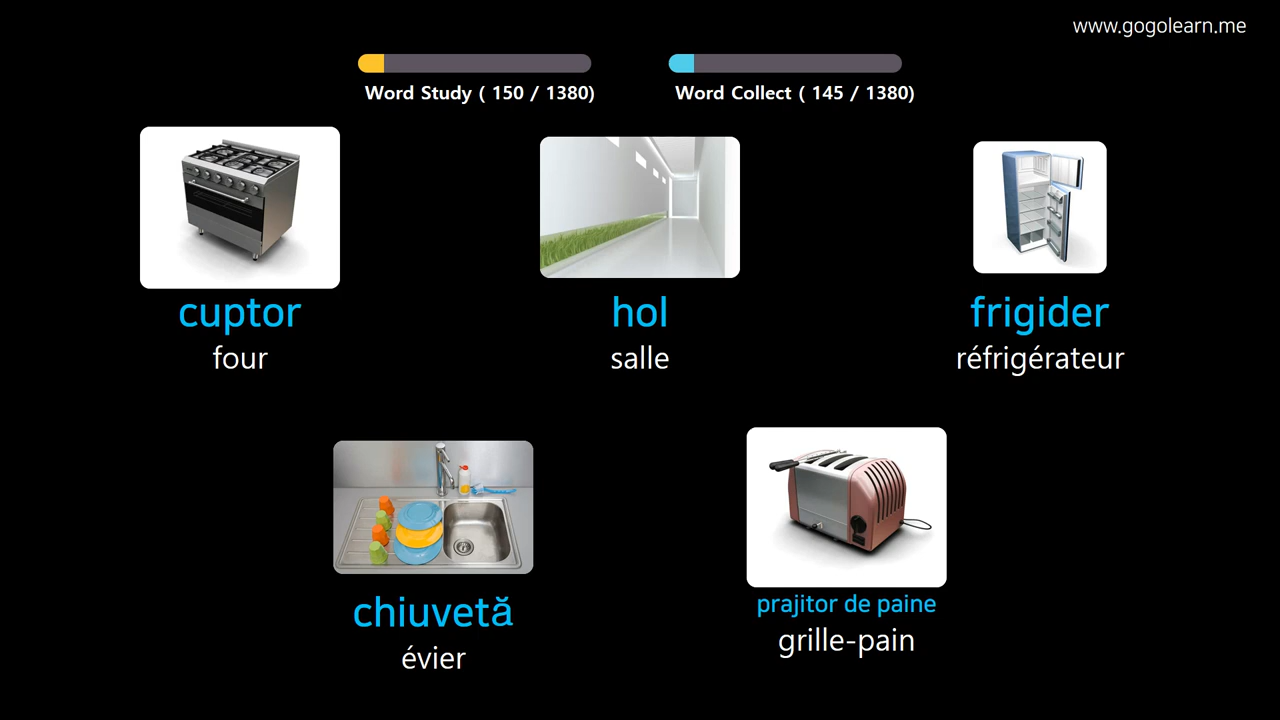 www.gogolearn.me
Word Study ( 150 / 1380)
Word Collect ( 145 / 1380)
cuptor
four
hol
salle
frigider
réfrigérateur
chiuvetă
évier
prajitor de paine
grille-pain